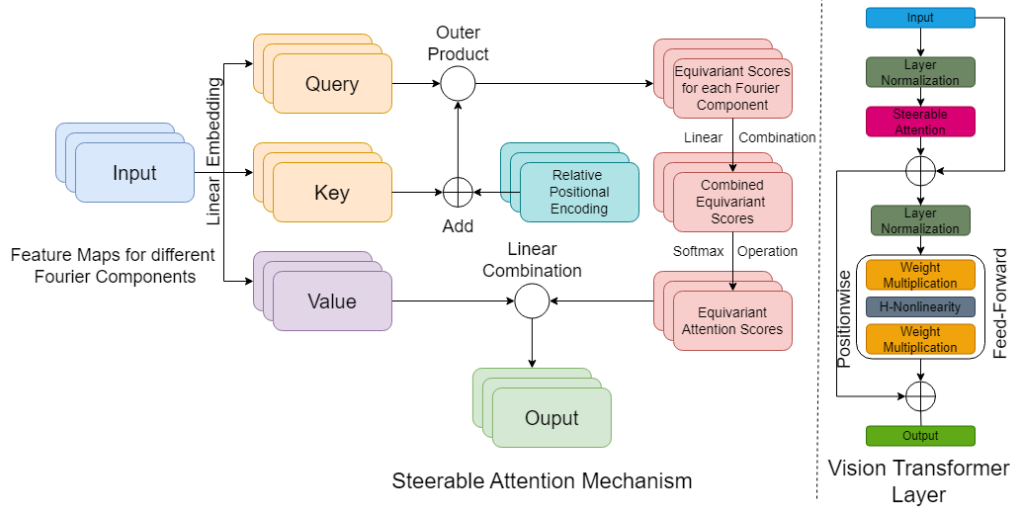 Input
Feature Maps for different
Fourier Components
Linear Embedding
Query
Key
Value
Outer
Product
Add
Relative
Positional
Encoding
Equivariant Scores
for each Fourier
Component
Linear Combination
Combined
Equivariant
Scores
Softmax Operation
Equivariant
Attention Scores
Linear
Combination
Ouput
Steerable Attention Mechanism
Input
Layer
Normalization
Steerable
Attention
Layer
Normalization
Weight
Multiplication
H-Nonlinearity
Weight
Multiplication
Positionwise
Feed-Forward
Output
Vision Transformer
Layer